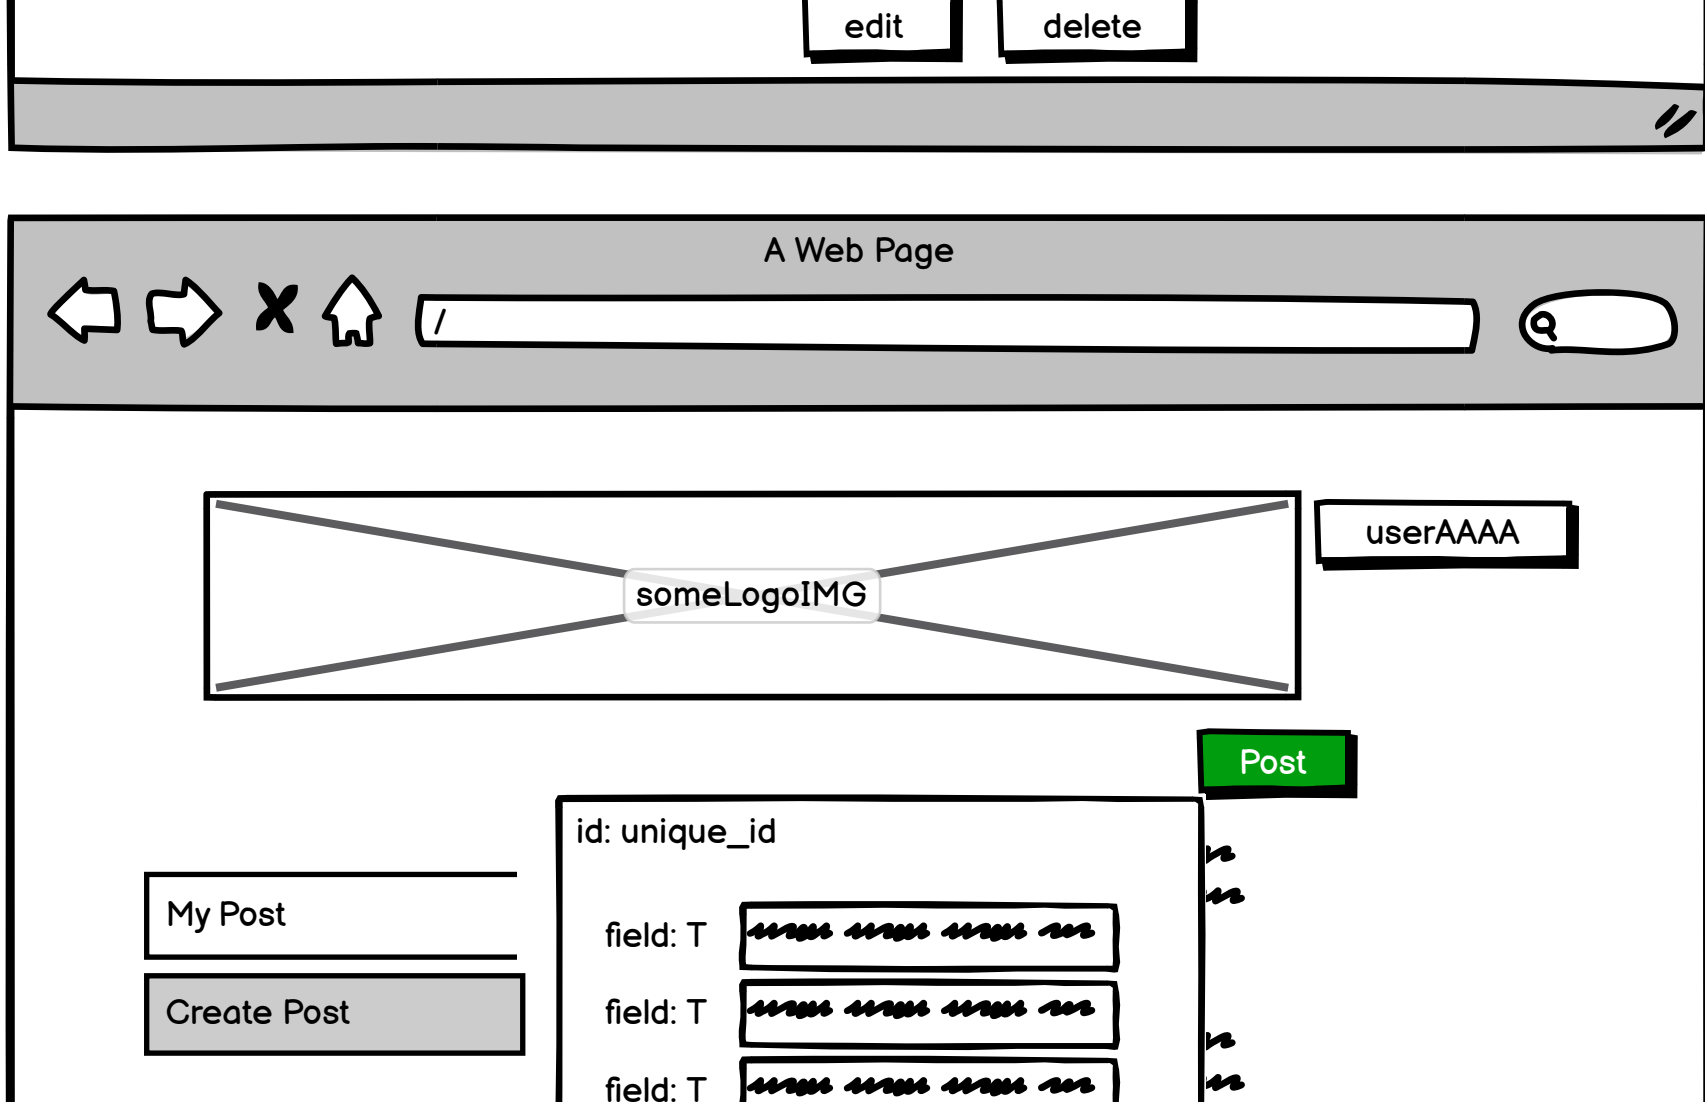 edit delete
A Web Page
/
userAAAA
someLogoIMG
Post
id: unique_id
My Post
field: T
Create Post
field: T
field: T